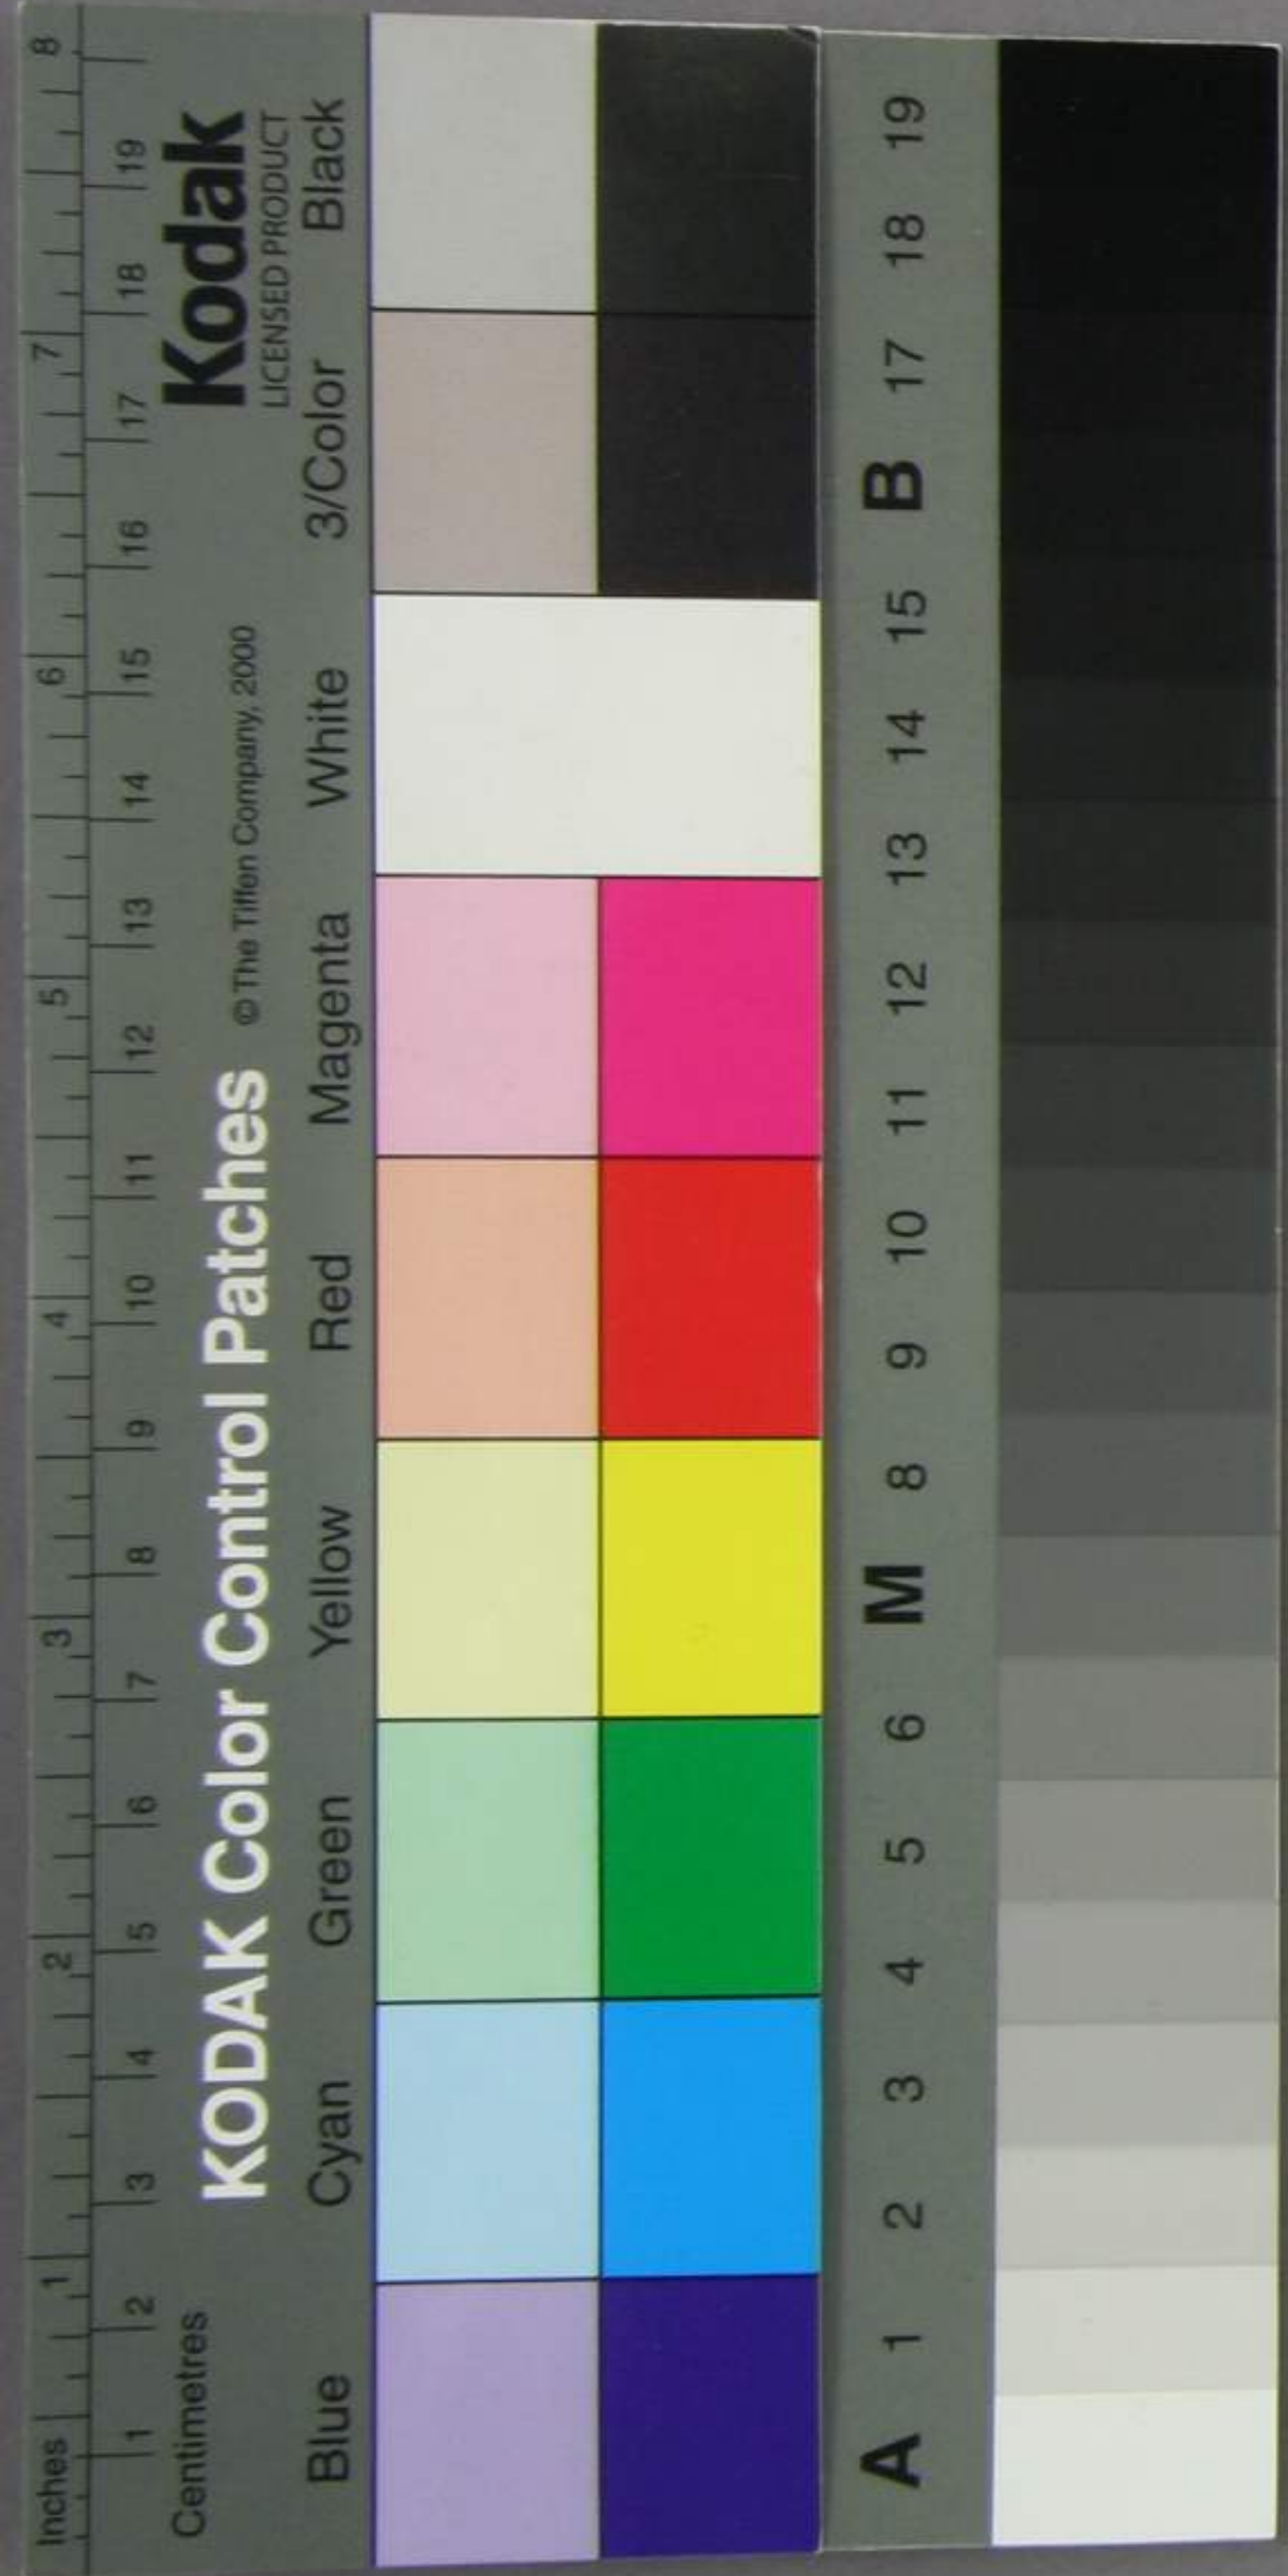 Inches 1 2 3 4 5 6 7 8
Centimetres 1 2 3 4 5 6 7 8 9 10 11 12 13 14 15 16 17 18 19
KODAK Color Control Patches © The Tiffen Company, 2000 Kodak
LICENSED PRODUCT
Blue Cyan Green Yellow Red Magenta White 3/Color Black
A 1 2 3 4 5 6 M 8 9 10 11 12 13 14 15 B 17 18 19